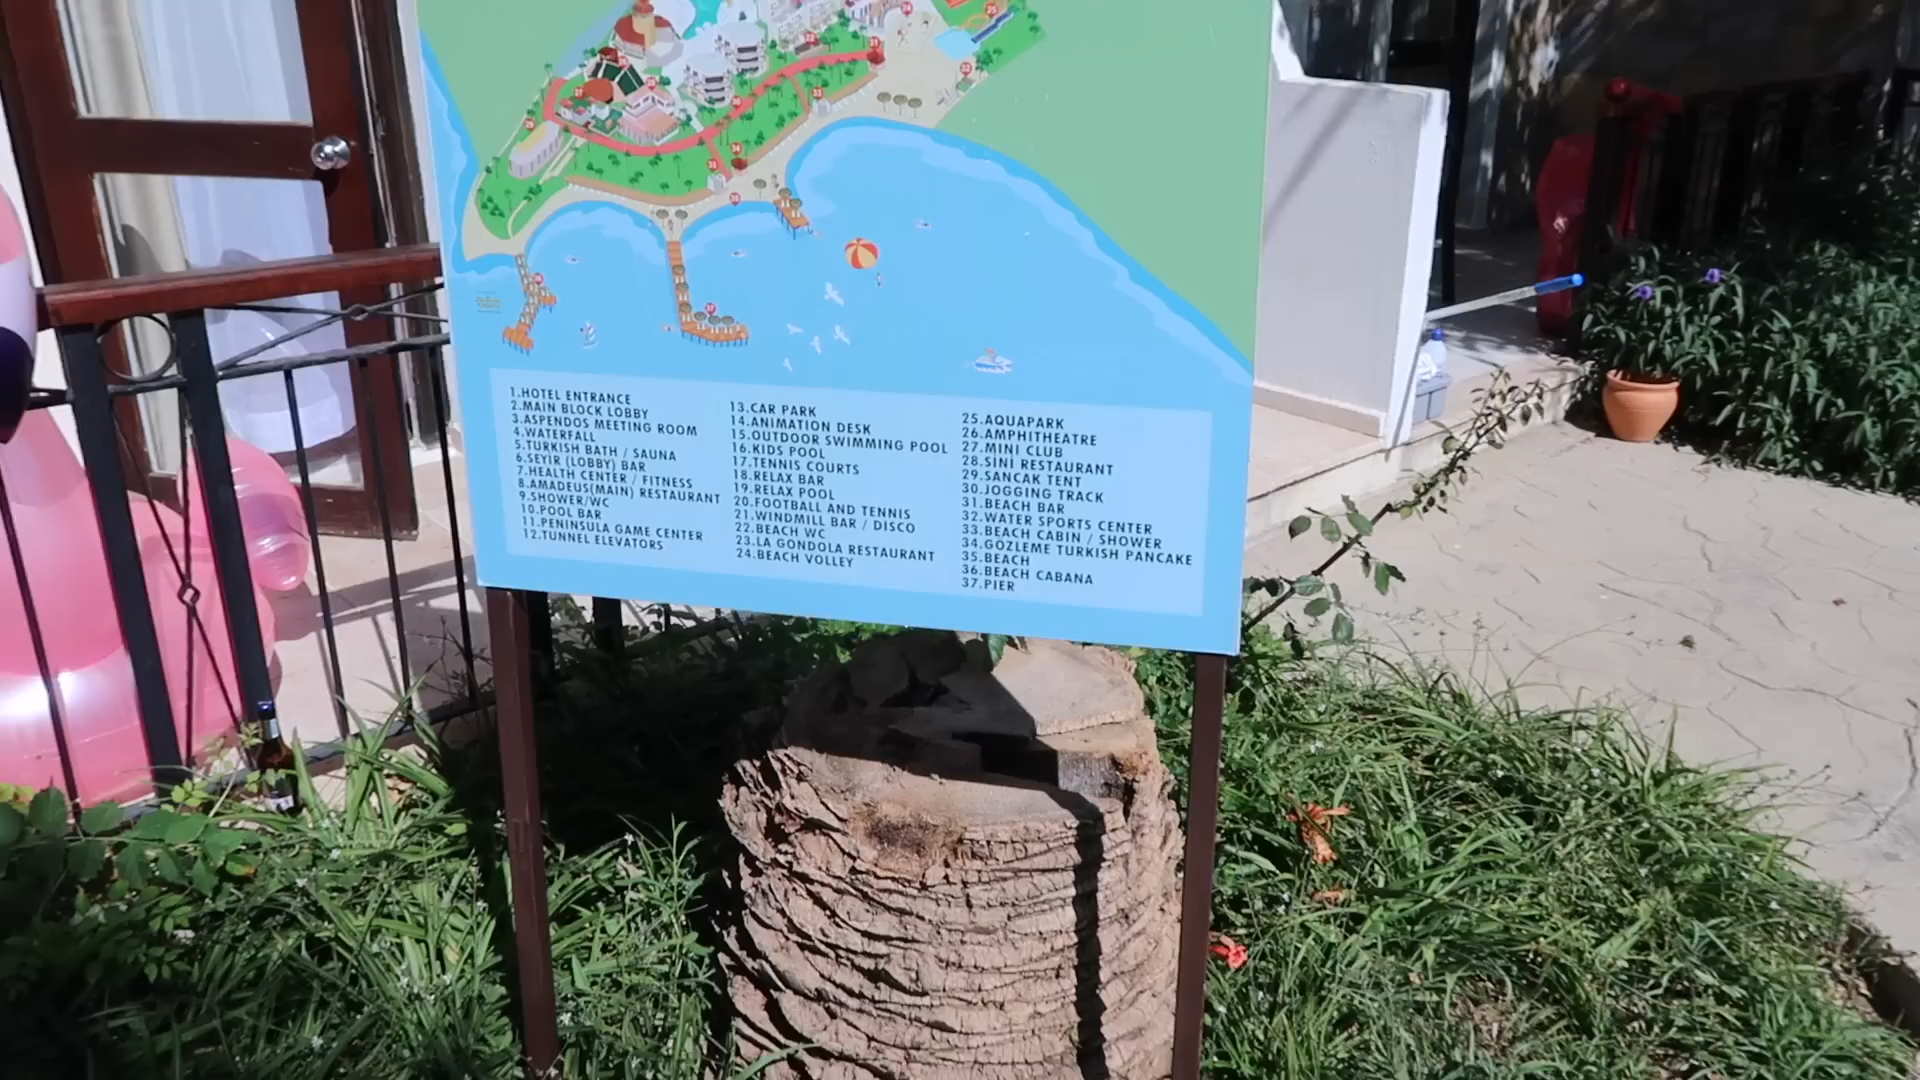 1.HOTEL ENTRANCE
2.MAIN BLOCK LOBBY
3.ASPENDOS MEETING ROOM
4.WATERFALL
5.TURKISH BATH / SAUNA
6.SEYIR (LOBBY) BAR
7.HEALTH CENTER / FITNESS
8.AMADEUS(MAIN) RESTAURANT
9.SHOWER/WC
10.POOL BAR
11.PENINSULA GAME CENTER
12.TUNNEL ELEVATORS
13.CAR PARK
14.ANIMATION DESK
15.OUTDOOR SWIMMING POOL
16.KIDS POOL
17.TENNIS COURTS
18.RELAX BAR
19.RELAX POOL
20.FOOTBALL AND TENNIS
21.WINDMILL BAR / DISCO
22.BEACH WC
23.LA GONDOLA RESTAURANT
24.BEACH VOLLEY
25.AQUAPARK
26.AMPHITHEATRE
27.MINI CLUB
28.SINI RESTAURANT
29.SANCAK TENT
30.JOGGING TRACK
31.BEACH BAR
32.WATER SPORTS CENTER
33.BEACH CABIN / SHOWER
34.GÖZLEME TURKISH PANCAKE
35.BEACH
36.BEACH CABANA
37.PIER